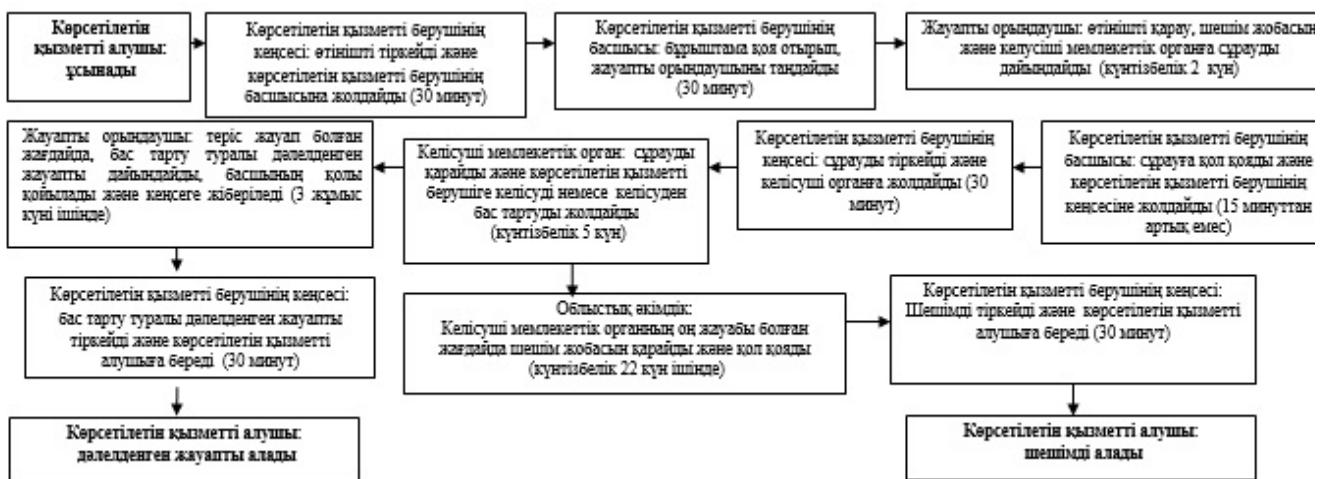 Көрсетілетін
қызметті алушы:
ұсынады
Көрсетілетін қызметті берушінің
кеңсесі: өтінішті тіркейді және
көрсетілетін қызметті берушінің
басшысына жолдайды (30 минут)
Көрсетілетін қызметті берушінің
басшысы: бұрыштама қоя отырып,
жауапты орындаушыны таңдайды
(30 минут)
Жауапты орындаушы: өтінішті қарау, шешім жобасын
және келусіші мемлекеттік органға сұрауды
дайындайды (күнтізбелік 2 күн)
Көрсетілетін қызметті берушінің
басшысы: сұрауға қол қояды және
көрсетілетін қызметті берушінің
кеңсесіне жолдайды (15 минуттан
артық емес)
Көрсетілетін қызметті берушінің
кеңсесі: сұрауды тіркейді және
келісуші органға жолдайды (30
минут)
Келісуші мемлекеттік орган: сұрауды
қарайды және көрсетілетін қызметті
берушіге келісуді немесе келісуден
бас тартуды жолдайды
(күнтізбелік 5 күн)
Жауапты орындаушы: теріс жауап болған
жағдайда, бас тарту туралы дәлелденген
жауапты дайындайды, басшының қолы
қойылады және кеңсеге жіберіледі (3 жұмыс
күні ішінде)
Көрсетілетін қызметті берушінің кеңсесі:
бас тарту туралы дәлелденген жауапты
тіркейді және көрсетілетін қызметті
алушыға береді (30 минут)
Облыстық әкімдік:
Келісуші мемлекеттік органның оң жауабы болған
жағдайда шешім жобасын қарайды және қол қояды
(күнтізбелік 22 күн ішінде)
Көрсетілетін қызметті берушінің кеңсесі:
Шешімді тіркейді және көрсетілетін қызметті
алушыға береді (30 минут)
Көрсетілетін қызметті алушы:
дәлелденген жауапты алады
Көрсетілетін қызметті алушы:
шешімді алады